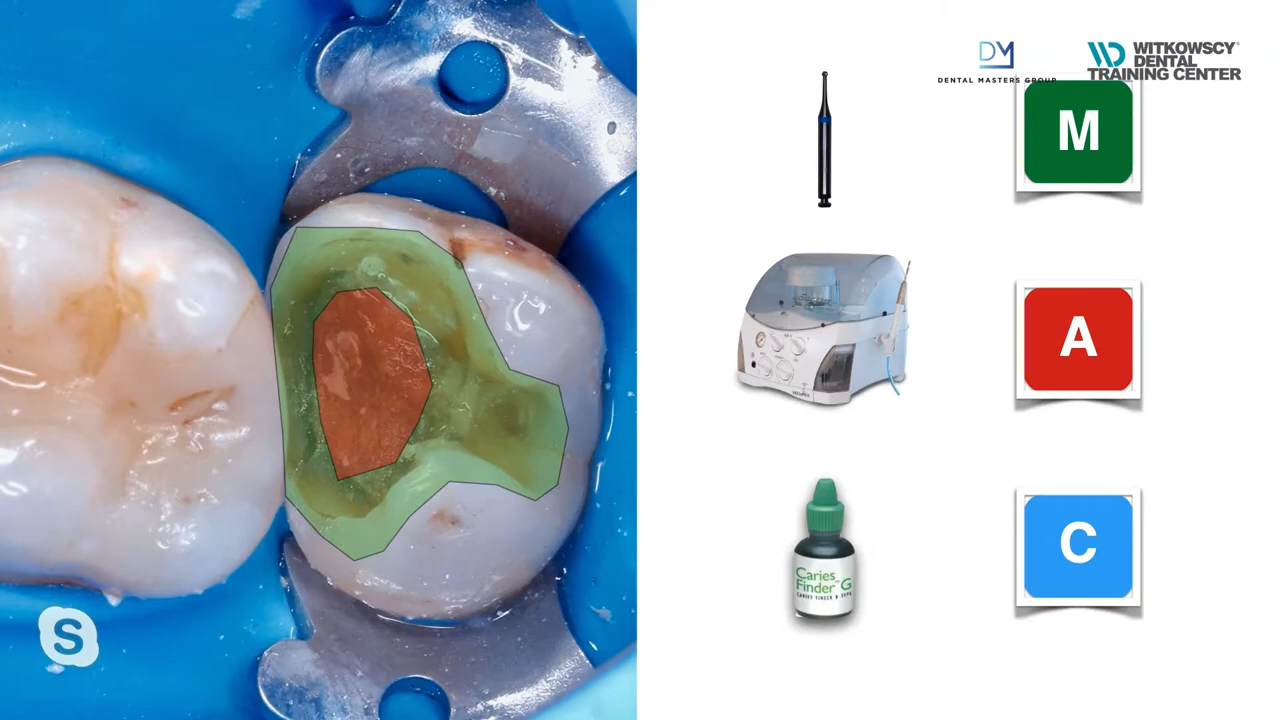 DM
DENTAL MASTERS GROUP
WITKOWSCY
DENTAL
TRAINING CENTER
M
A
Caries
Finder G
C
S